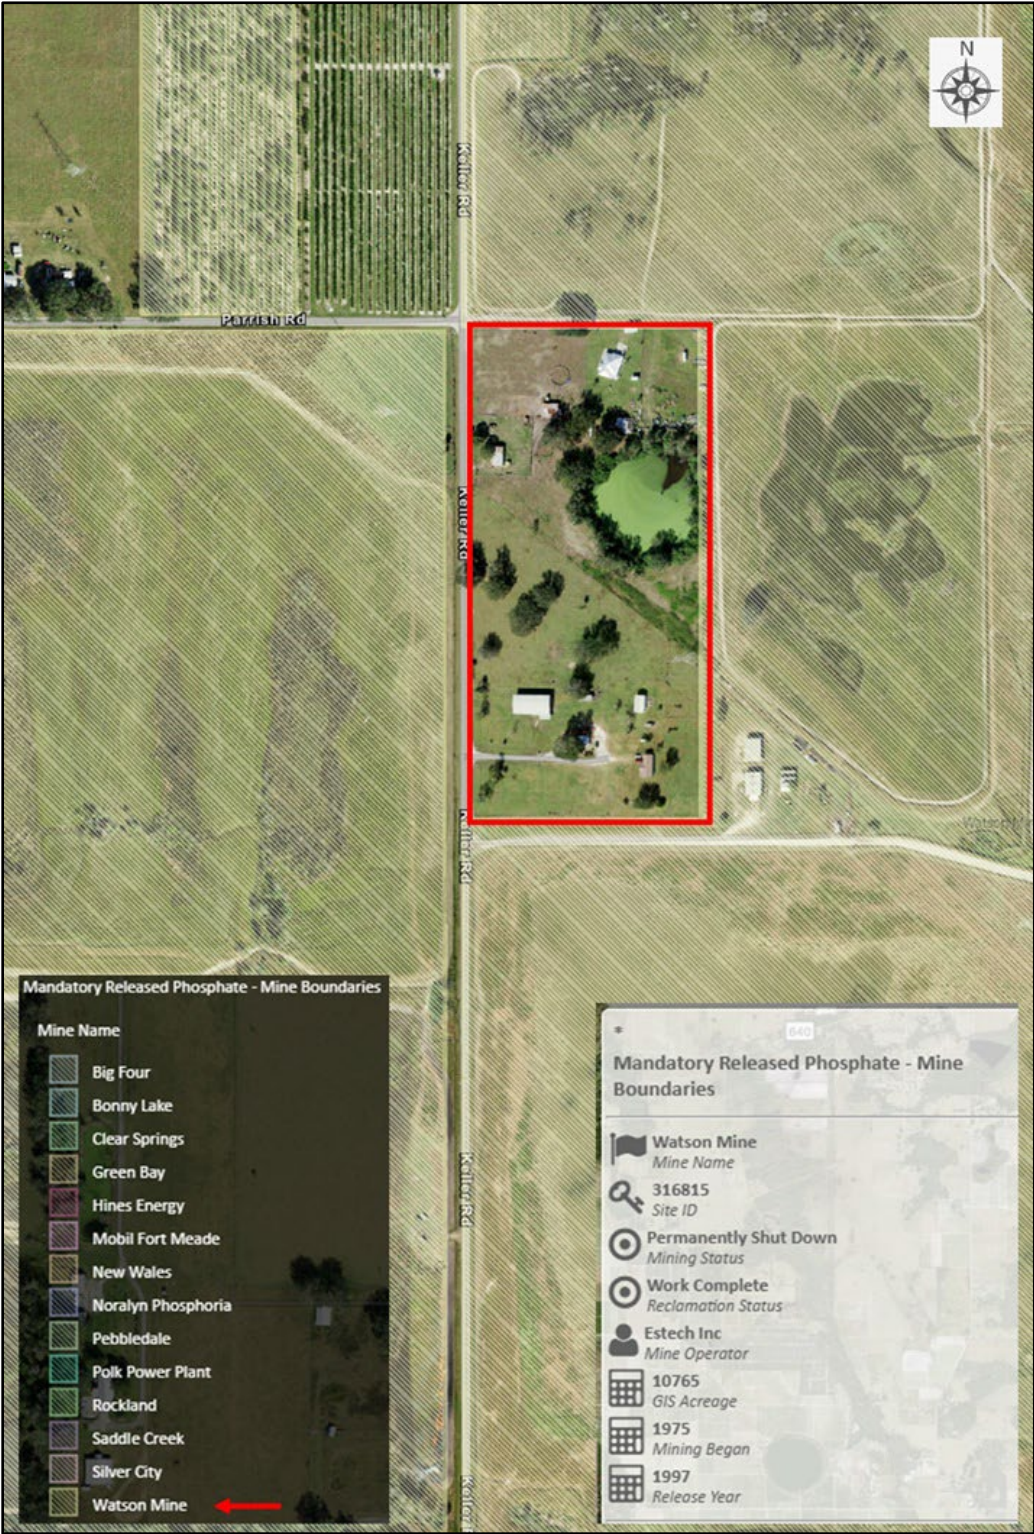 N
Keller Rd
Parrish Rd
Keller Rd
Keller Rd
Keller Rd
Mandatory Released Phosphate - Mine Boundaries
Mine Name
Big Four
Bonny Lake
Clear Springs
Green Bay
Hines Energy
Mobil Fort Meade
New Wales
Noralyn Phosphoria
Pebbledale
Polk Power Plant
Rockland
Saddle Creek
Silver City
Watson Mine
*
640
Mandatory Released Phosphate - Mine
Boundaries
Watson Mine
Mine Name
316815
Site ID
Permanently Shut Down
Mining Status
Work Complete
Reclamation Status
Estech Inc
Mine Operator
10765
GIS Acreage
1975
Mining Began
1997
Release Year